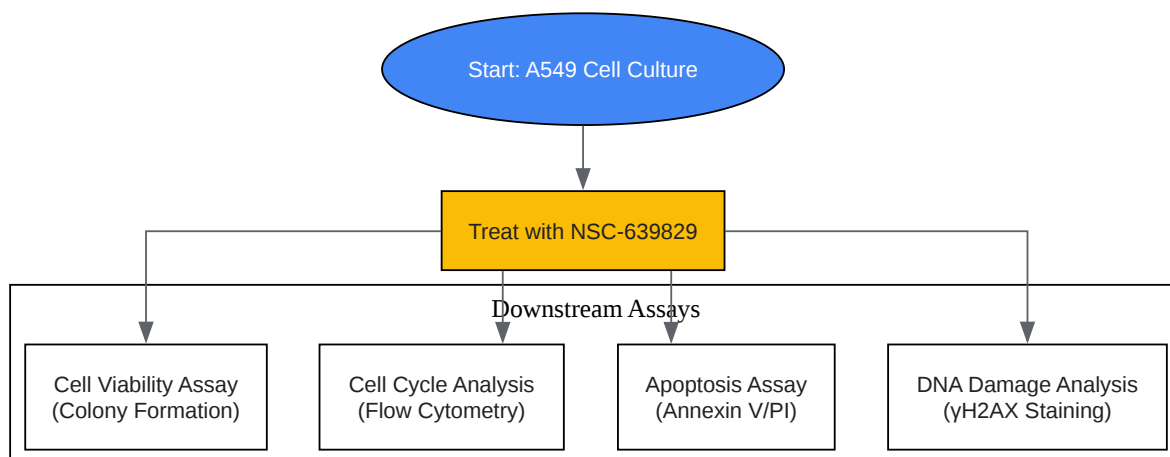 Start: A549 Cell Culture
Treat with NSC-639829
Downstream Assays
Cell Viability Assay
(Colony Formation)
Cell Cycle Analysis
(Flow Cytometry)
Apoptosis Assay
(Annexin V/PI)
DNA Damage Analysis
(γH2AX Staining)